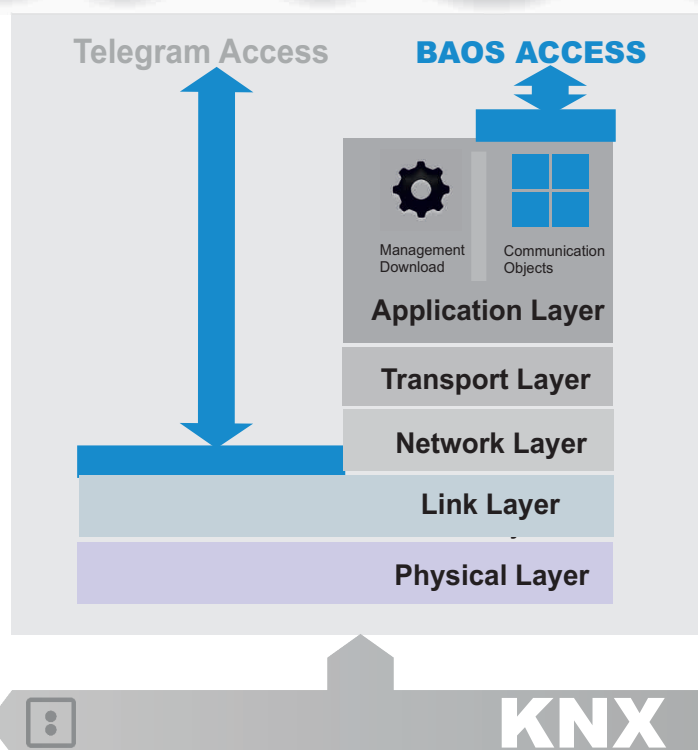 Telegram Access
BAOS ACCESS
Management
Download
Communication
Objects
Application Layer
Transport Layer
Network Layer
Link Layer
Physical Layer
KNX